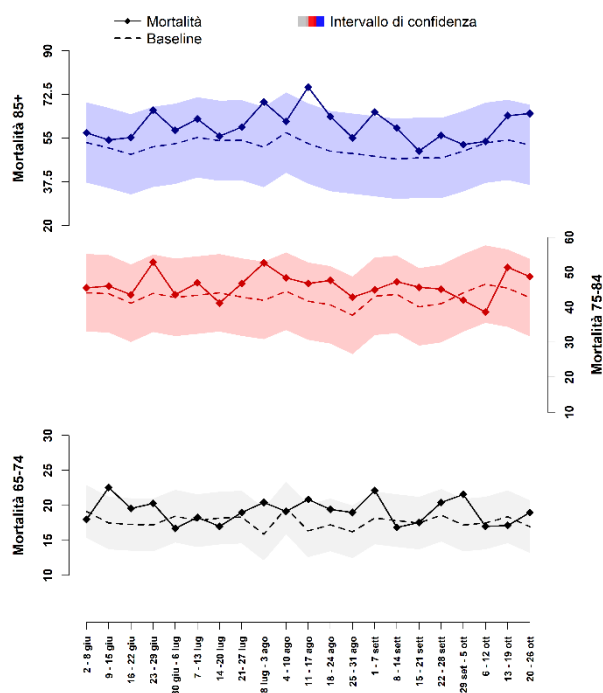 Mortalità
Baseline
Intervallo di confidenza
Mortalità 85+
90
72.5
55
37.5
20
Mortalità 75-84
60
50
40
30
20
10
Mortalità 65-74
30
25
20
15
10
2 - 8 giu
9 - 15 giu
16 - 22 giu
23 - 29 giu
30 giu - 6 lug
7 - 13 lug
14 -20 lug
21- 27 lug
8 lug - 3 ago
4 - 10 ago
11 - 17 ago
18 - 24 ago
25 - 31 ago
1 - 7 sett
8 - 14 sett
15 - 21 sett
22 - 28 sett
29 set - 5 ott
6 - 12 ott
13 - 19 ott
20 - 26 ott